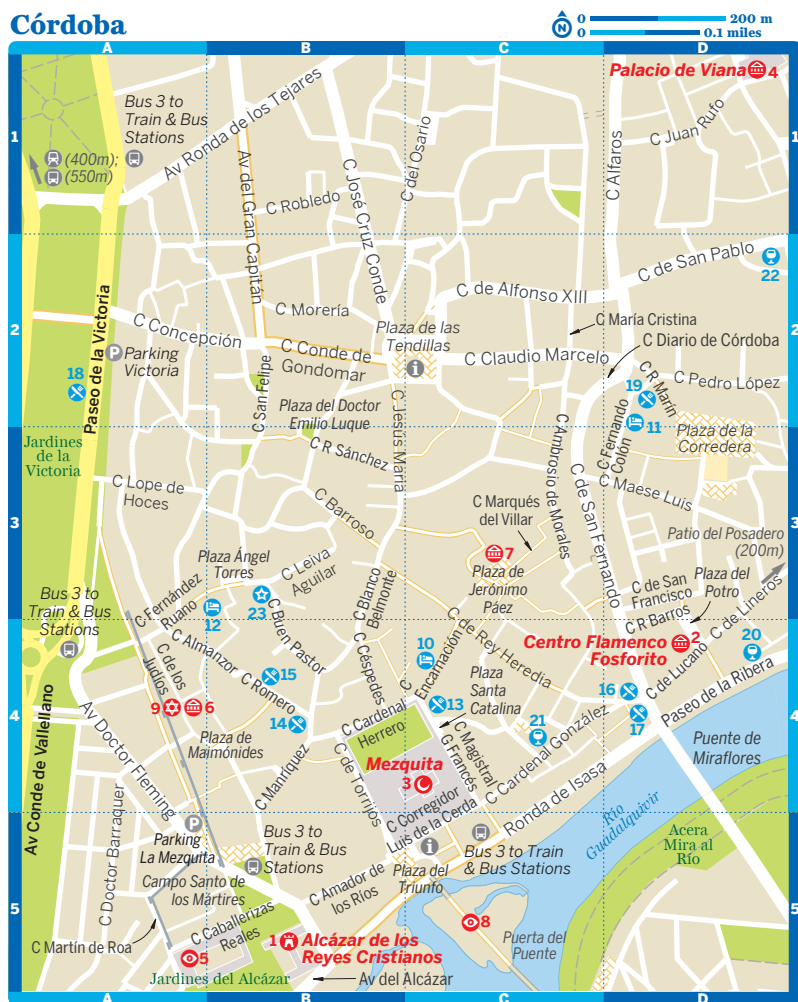 Córdoba
N
0 200 m
0 0.1 miles
A B C D
Palacio de Viana 4
Bus 3 to
Train & Bus
Stations
Av Ronda de los Tejares
C del Osario
C Juan Rufo
C Alfaros
1 1
(400m);
(550m)
Av del Gran Capitán
C Robledo
C José Cruz Conde
C de San Pablo
22
C de Alfonso XIII
C Morería
C María Cristina
Paseo de la Victoria
C Concepción
Plaza de las
Tendillas
C Diario de Córdoba
2 2
P
Parking
Victoria
C Conde de
Gondomar
i
C Claudio Marcelo
18
C San Felipe
19
C R Marín
C Pedro López
Plaza del Doctor
Emilio Luque
C Jesus María
11
C Fernando
Colón
Plaza de la
Corredera
Jardines
de la
Victoria
C R Sánchez
C Ambrosio de Morales
C Lope de
Hoces
C de San Fernando
C Maese Luis
C Barroso
C Marqués
del Villar
3 3
Patio del Posadero
(200m)
Plaza Ángel
Torres
C Leiva
Aguilar
7
Plaza de
Jerónimo
Páez
C Blanco
Belmonte
C de San
Francisco
Plaza del
Potro
Bus 3 to
Train & Bus
Stations
C Fernández
Ruano
12
23
C Buen Pastor
C R Barros
C de Lineros
C de Rey Heredia
Centro Flamenco
Fosforito
2
20
C Almanzor
C de los
Judíos
15
C Romero
C Céspedes
10
C
Encarnación
Plaza
Santa
Catalina
16
C de Lucano
Paseo de la Ribera
9 6
13
17
4 4
14
C Cardenal
Herrero
21
C Cardenal González
Plaza de
Maimónides
C Magistral
G Francés
Puente de
Miraflores
Av Conde de Vallellano
Av Doctor Fleming
C Manríquez
C de Torrijos
Mezquita
3
Ronda de Isasa
C Corregidor
Luis de la Cerda
Río
Guadalquivir
C Doctor Barraquer
P
Parking
La Mezquita
Bus 3 to
Train & Bus
Stations
i
Bus 3 to Train
& Bus Stations
Acera
Mira al
Río
Plaza del
Triunfo
Campo Santo de
los Mártires
C Amador de
los Ríos
5 5
8
C Martín de Roa
C Caballerizas
Reales
1
Alcázar de los
Reyes Cristianos
Puerta del
Puente
5
Jardines del Alcázar
Av del Alcázar
A B C D